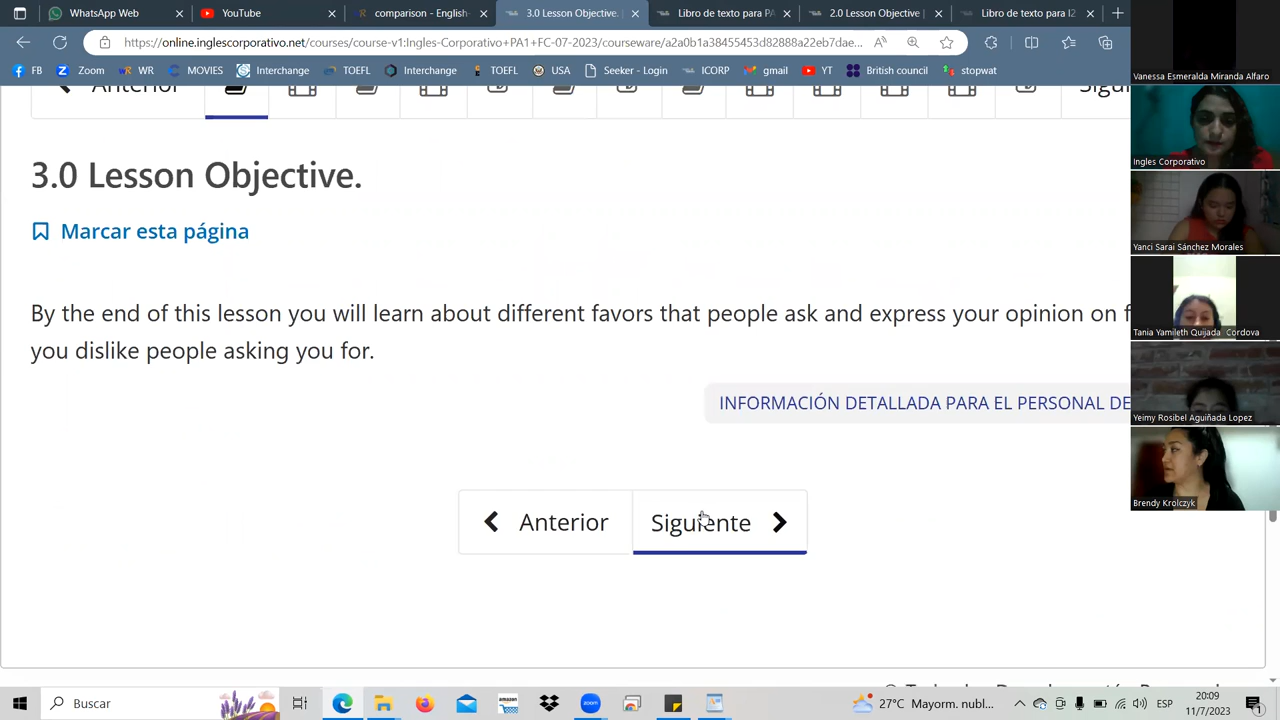 WhatsApp Web
YouTube
comparison - English-
3.0 Lesson Objective.
Libro de texto para PA
2.0 Lesson Objective
Libro de texto para I2
https://online.inglescorporativo.net/courses/course-v1:Ingles-Corporativo+PA1+FC-07-2023/courseware/a2a0b1a38455453d82888a22eb7dae...
FB
Zoom
WR
MOVIES
Interchange
TOEFL
Interchange
TOEFL
USA
Seeker - Login
ICORP
gmail
YT
British council
stopwat
Anterior
3.0 Lesson Objective.
Marcar esta página
By the end of this lesson you will learn about different favors that people ask and express your opinion on f
you dislike people asking you for.
INFORMACIÓN DETALLADA PARA EL PERSONAL DE
Anterior
Siguiente
Vanessa Esmeralda Miranda Alfaro
Ingles Corporativo
Yanci Sarai Sánchez Morales
Tania Yamileth Quijada Cordova
Yeimy Rosibel Aguiñada Lopez
Brendy Krolczyk
Buscar
27°C Mayorm. nubl...
ESP
20:09
11/7/2023